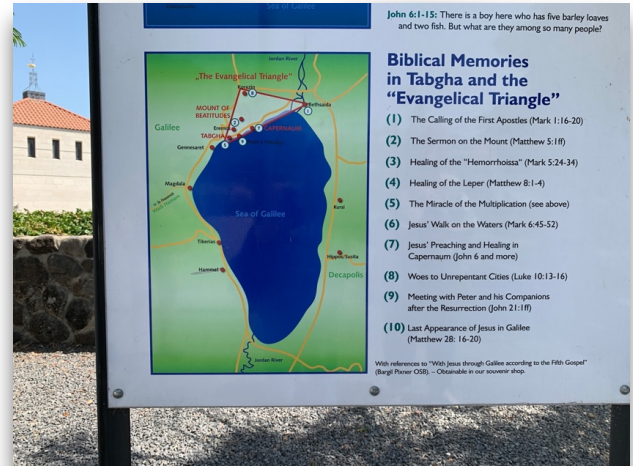 Sea of Galilee
John 6:1-15: There is a boy here who has five barley loaves
and two fish. But what are they among so many people?
Biblical Memories
in Tabgha and the
“Evangelical Triangle”
(1) The Calling of the First Apostles (Mark 1:16-20)
(2) The Sermon on the Mount (Matthew 5:1ff)
(3) Healing of the “Hemorrhoissa” (Mark 5:24-34)
(4) Healing of the Leper (Matthew 8:1-4)
(5) The Miracle of the Multiplication (see above)
(6) Jesus’ Walk on the Waters (Mark 6:45-52)
(7) Jesus’ Preaching and Healing in
Capernaum (John 6 and more)
(8) Woes to Unrepentant Cities (Luke 10:13-16)
(9) Meeting with Peter and his Companions
after the Resurrection (John 21:1ff)
(10) Last Appearance of Jesus in Galilee
(Matthew 28: 16-20)
With references to “With Jesus through Galilee according to the Fifth Gospel”
(Bargil Pixner OSB). – Obtainable in our souvenir shop.
Jordan River
„The Evangelical Triangle“
Bethsaida
MOUNT OF
BEATITUDES
Galilee
CAPERNAUM
TABGHA
Gennesaret
Magdala
Sea of Galilee
Kursi
Tiberias
Hammat
Hippos/Susita
Decapolis
Jordan River